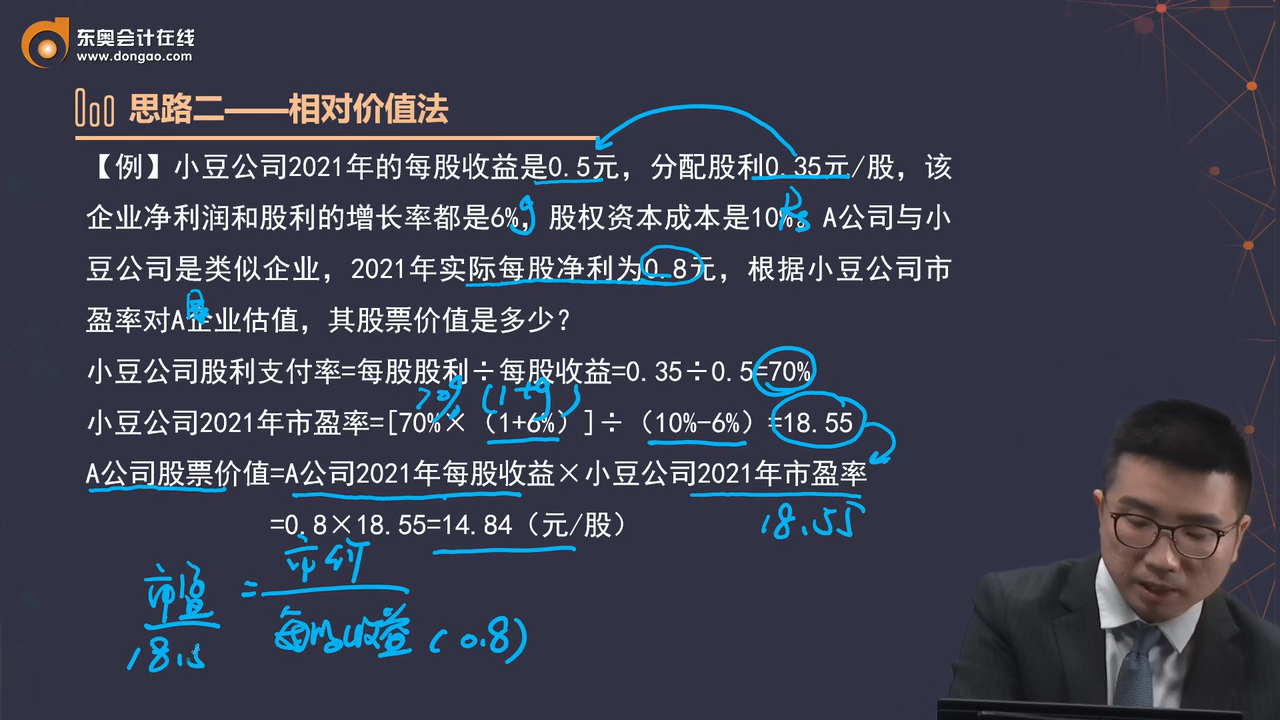 东奥会计在线
www.dongao.com
思路二——相对价值法
【例】小豆公司2021年的每股收益是0.5元，分配股利0.35元/股，该
企业净利润和股利的增长率都是6%，股权资本成本是10%。A公司与小
g
Rs
豆公司是类似企业，2021年实际每股净利为0.8元，根据小豆公司市
盈率对A企业估值，其股票价值是多少？
小豆公司股利支付率=每股股利÷每股收益=0.35÷0.5=70%
70% (1+g)
小豆公司2021年市盈率=[70%×（1+6%）]÷（10%-6%）=18.55
A公司股票价值=A公司2021年每股收益×小豆公司2021年市盈率
=0.8×18.55=14.84（元/股）
18.55
市盈 = 市价
每股收益 (0.8)
18.5